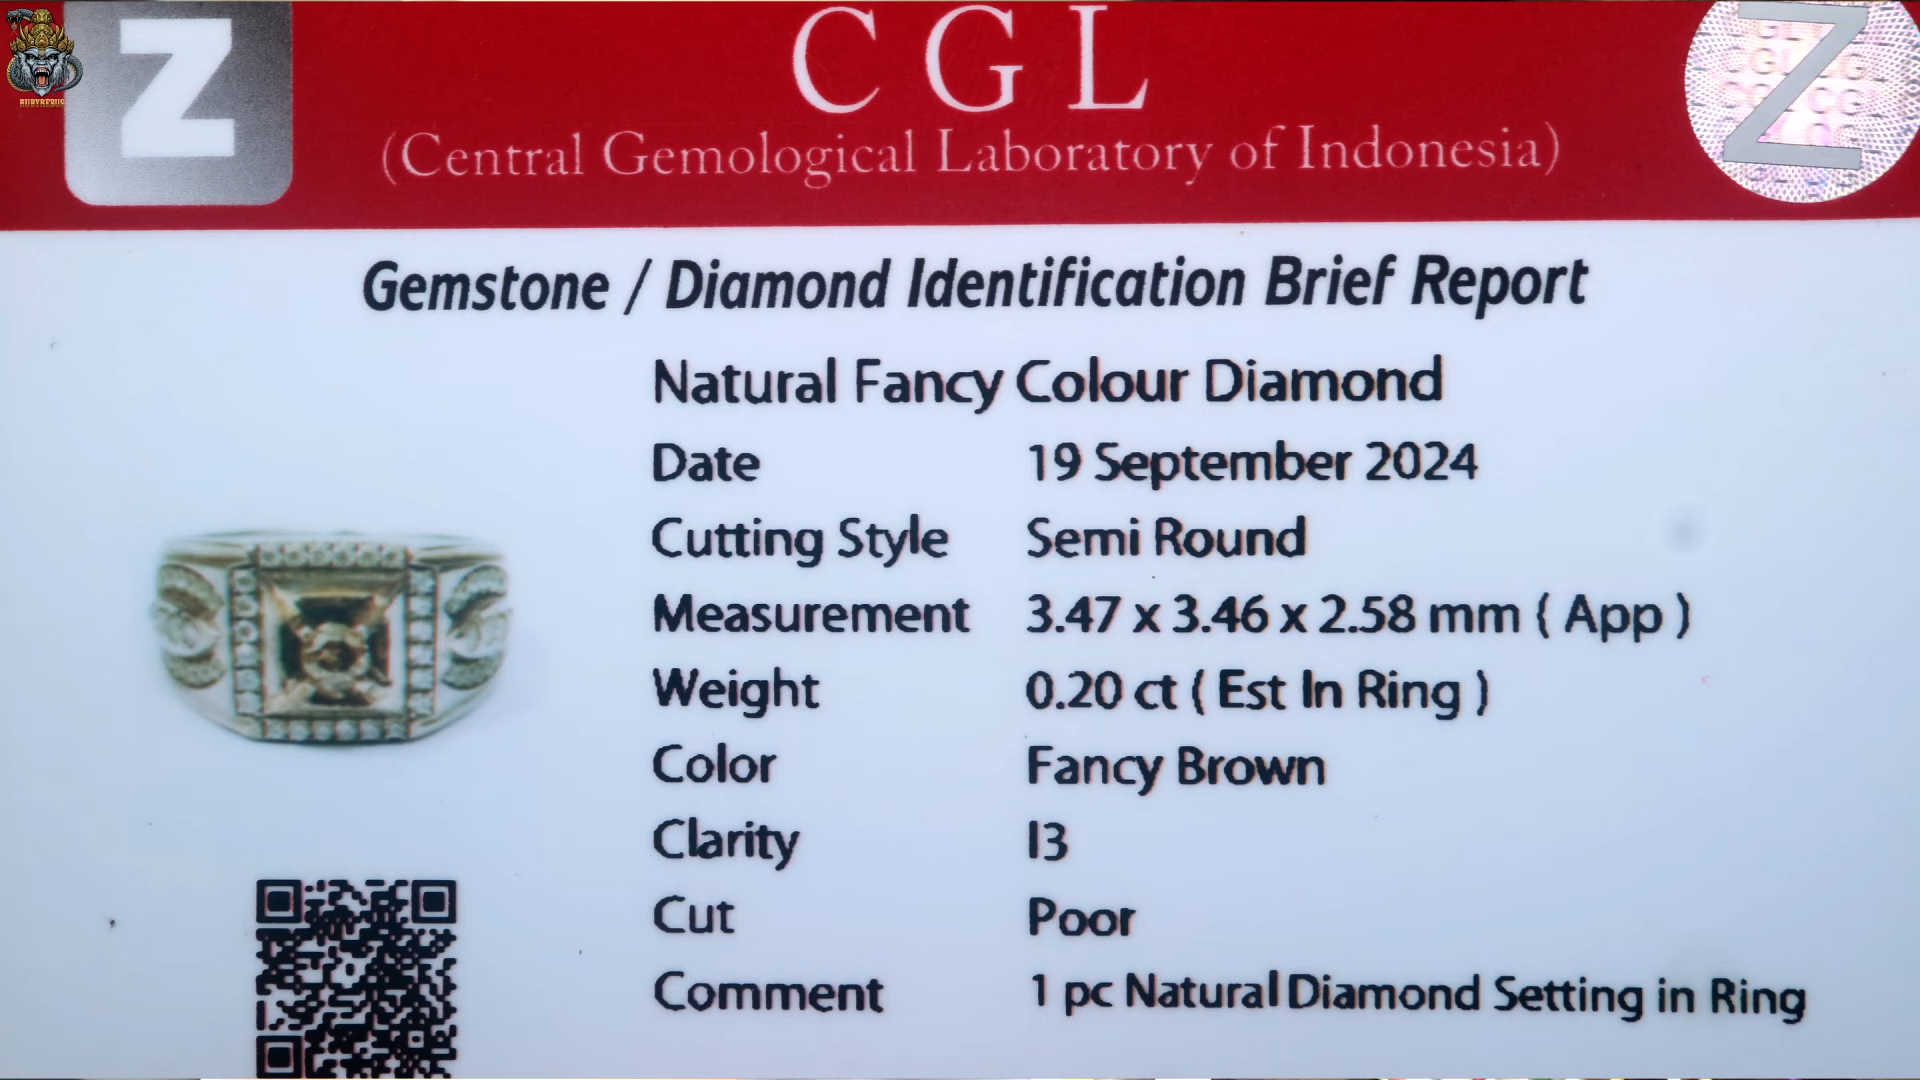 Z
C G L
(Central Gemological Laboratory of Indonesia)
RUBYREBUS
Gemstone / Diamond Identification Brief Report
Natural Fancy Colour Diamond
Date 19 September 2024
Cutting Style Semi Round
Measurement 3.47 x 3.46 x 2.58 mm ( App )
Weight 0.20 ct ( Est In Ring )
Color Fancy Brown
Clarity I3
Cut Poor
Comment 1 pc Natural Diamond Setting in Ring
Z